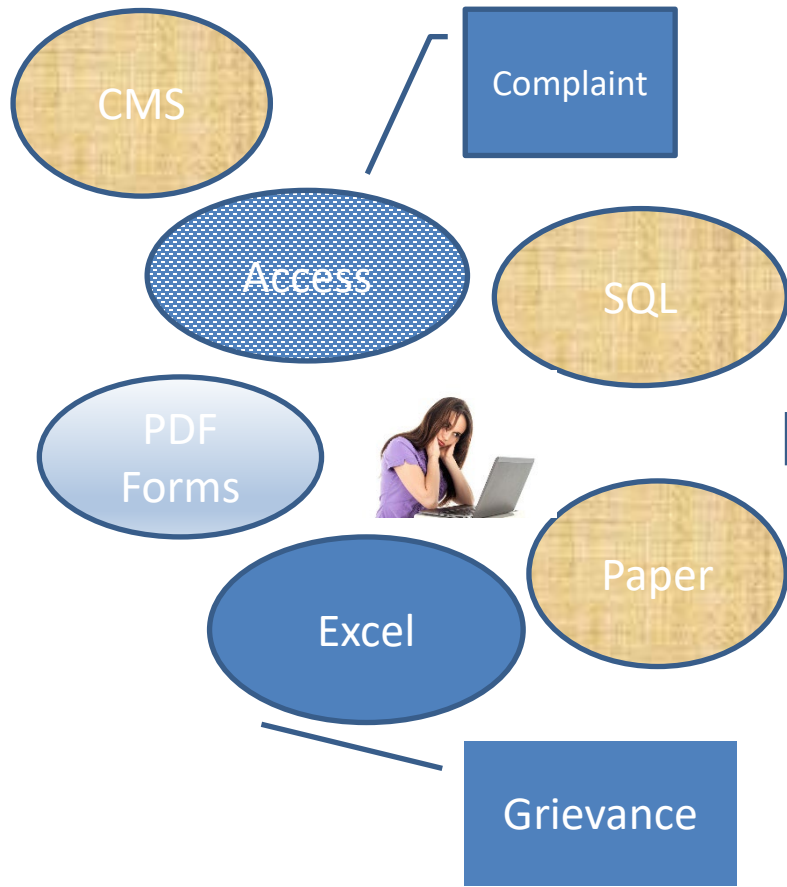 CMS
Complaint
Access
SQL
PDF
Forms
Paper
Excel
Grievance